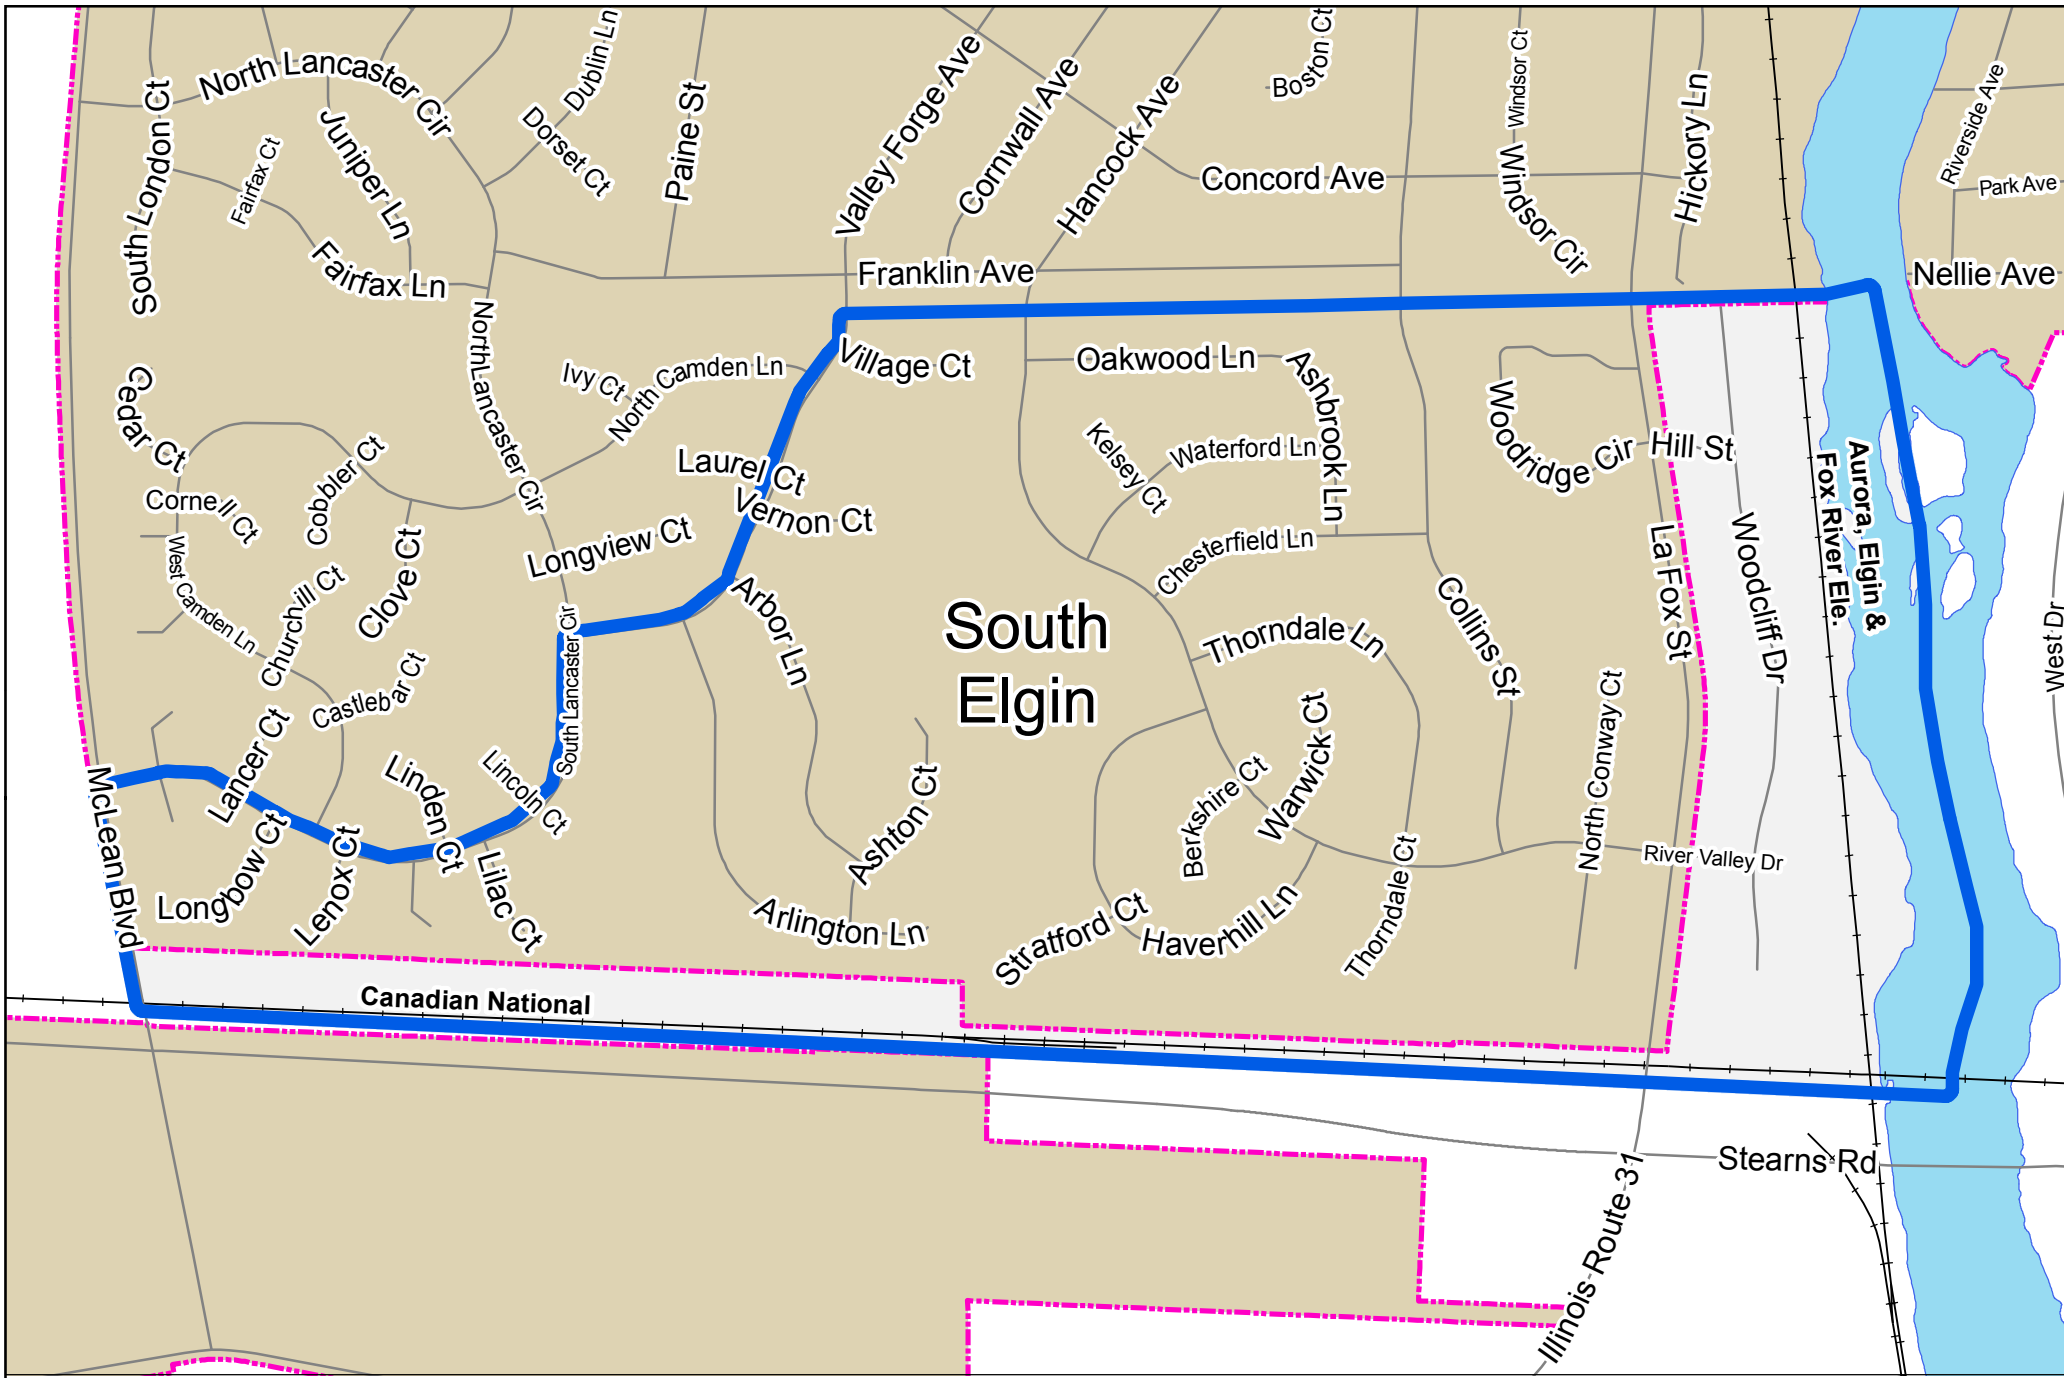 Boston Ct
Dublin Ln
Windsor Ct
North Lancaster Cir
Valley Forge Ave
Cornwall Ave
Hancock Ave
Hickory Ln
Riverside Ave
South London Ct
Juniper Ln
Fairfax Ct
Dorset Ct
Paine St
Concord Ave
Windsor Cir
Park Ave
Fairfax Ln
Franklin Ave
Nellie Ave
North Lancaster Cir
Ivy Ct
North Camden Ln
Village Ct
Oakwood Ln
Ashbrook Ln
Cedar Ct
Cobbler Ct
Laurel Ct
Kelsey Ct
Waterford Ln
Woodridge Cir
Hill St
Aurora, Elgin &
Fox River Ele.
Cornell Ct
Vernon Ct
Longview Ct
Clove Ct
West Camden Ln
Churchill Ct
Chesterfield Ln
La Fox St
Woodcliff Dr
Arbor Ln
South
Elgin
Collins St
Thorndale Ln
West Dr
South Lancaster Cir
Castlebar Ct
Lancer Ct
Linden Ct
Lincoln Ct
Warwick Ct
Berkshire Ct
North Conway Ct
McLean Blvd
Longbow Ct
Lenox Ct
Lilac Ct
Ashton Ct
Arlington Ln
Stratford Ct
Haverhill Ln
Thorndale Ct
River Valley Dr
Canadian National
Stearns Rd
Illinois Route 31